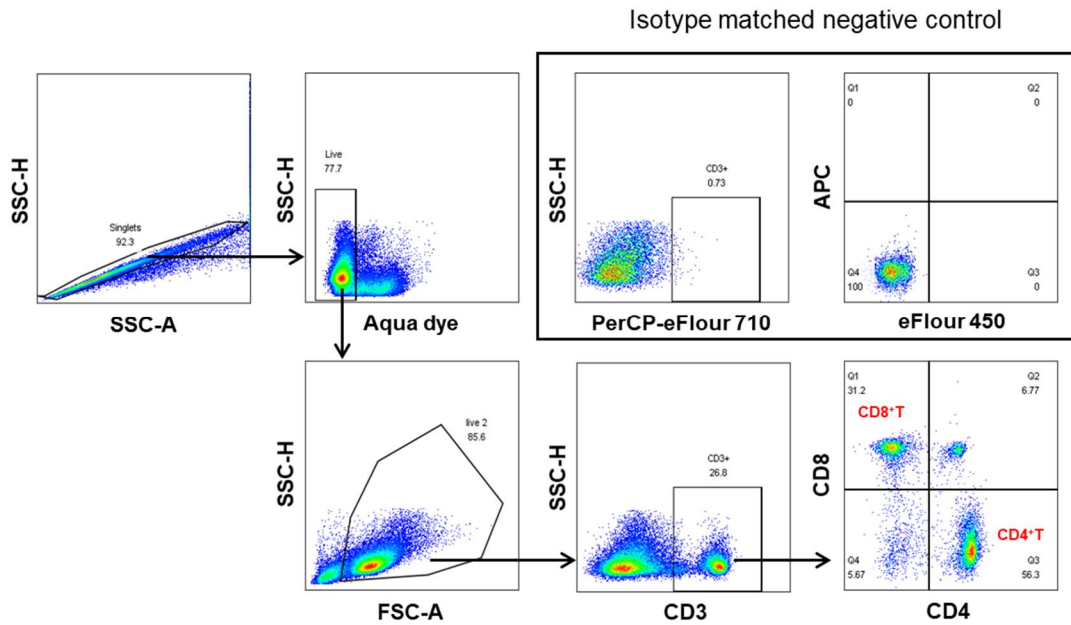 Isotype matched negative control
SSC-H
Singlets
92.3
SSC-A
SSC-H
Live
77.7
Aqua dye
SSC-H
CD3+
0.73
PerCP-eFlour 710
APC
Q1
0
Q2
0
Q4
100
Q3
0
eFlour 450
SSC-H
live 2
85.6
FSC-A
SSC-H
CD3+
26.8
CD3
CD8
Q1
31.2
Q2
6.77
CD8⁺T
CD4⁺T
Q4
5.67
Q3
56.3
CD4